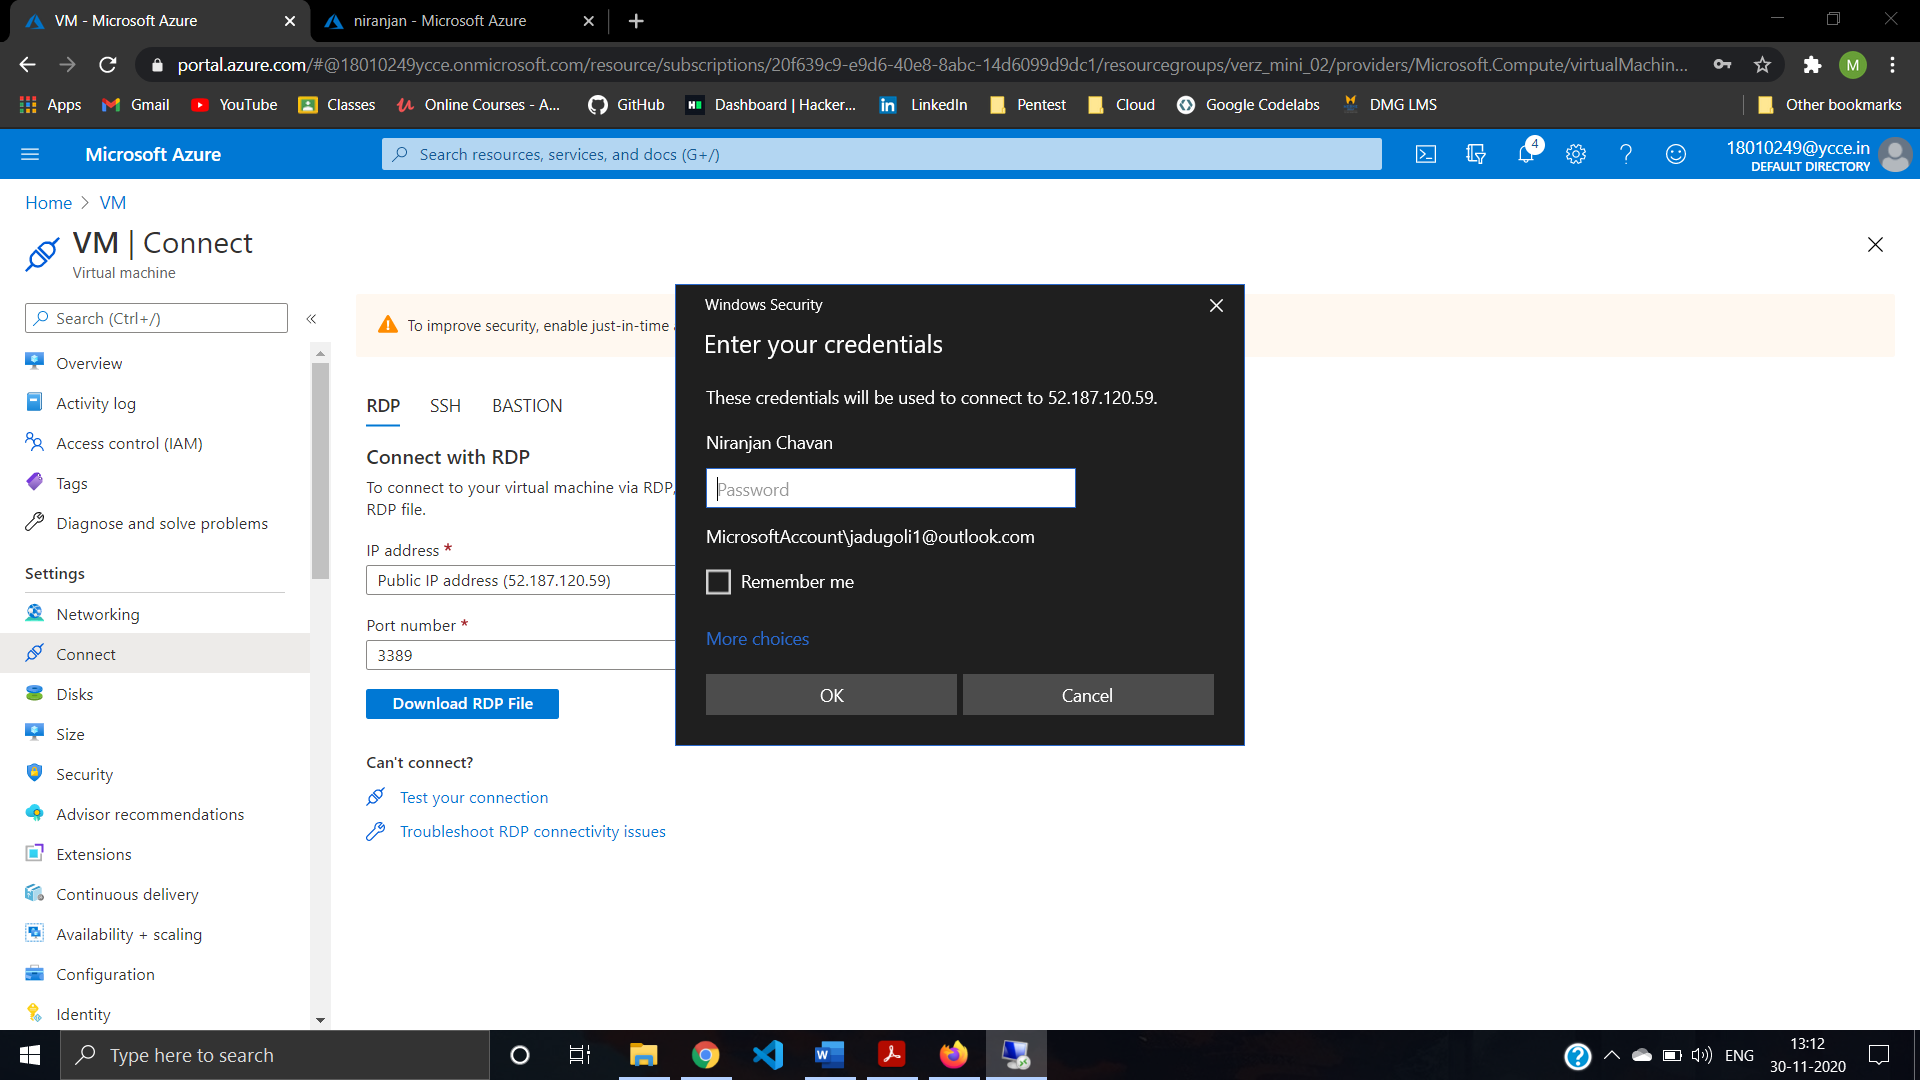 VM - Microsoft Azure
niranjan - Microsoft Azure
portal.azure.com/#@18010249ycce.onmicrosoft.com/resource/subscriptions/20f639c9-e9d6-40e8-8abc-14d6099d9dc1/resourcegroups/verz_mini_02/providers/Microsoft.Compute/virtualMachin...
M
Apps
Gmail
YouTube
Classes
Online Courses - A...
GitHub
Dashboard | Hacker...
LinkedIn
Pentest
Cloud
Google Codelabs
DMG LMS
Other bookmarks
Microsoft Azure
Search resources, services, and docs (G+/)
4
18010249@ycce.in
DEFAULT DIRECTORY
Home > VM
VM | Connect
Virtual machine
Search (Ctrl+/)
«
Overview
Activity log
Access control (IAM)
Tags
Diagnose and solve problems
Settings
Networking
Connect
Disks
Size
Security
Advisor recommendations
Extensions
Continuous delivery
Availability + scaling
Configuration
Identity
To improve security, enable just-in-time
RDP
SSH
BASTION
Connect with RDP
To connect to your virtual machine via RDP,
RDP file.
IP address *
Public IP address (52.187.120.59)
Port number *
3389
Download RDP File
Can't connect?
Test your connection
Troubleshoot RDP connectivity issues
Windows Security
Enter your credentials
These credentials will be used to connect to 52.187.120.59.
Niranjan Chavan
Password
MicrosoftAccount\jadugoli1@outlook.com
Remember me
More choices
OK
Cancel
Type here to search
ENG
13:12
30-11-2020